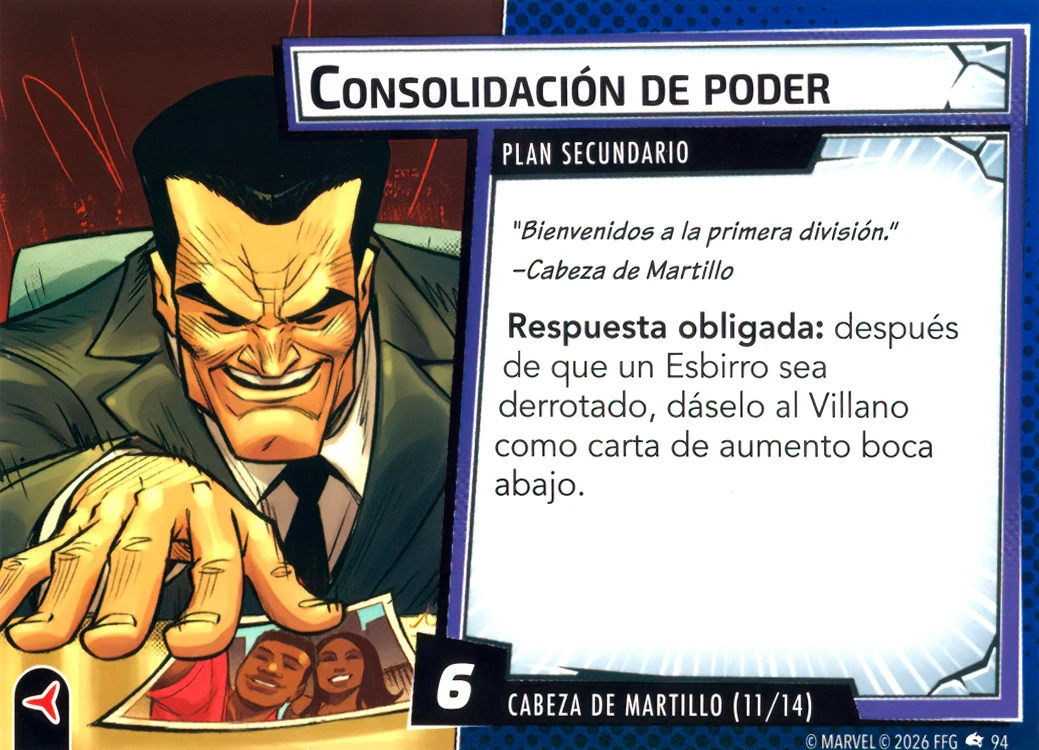 CONSOLIDACIÓN DE PODER
PLAN SECUNDARIO
"Bienvenidos a la primera división."
–Cabeza de Martillo
Respuesta obligada: después
de que un Esbirro sea
derrotado, dáselo al Villano
como carta de aumento boca
abajo.
6
CABEZA DE MARTILLO (11/14)
© MARVEL © 2026 FFG 94